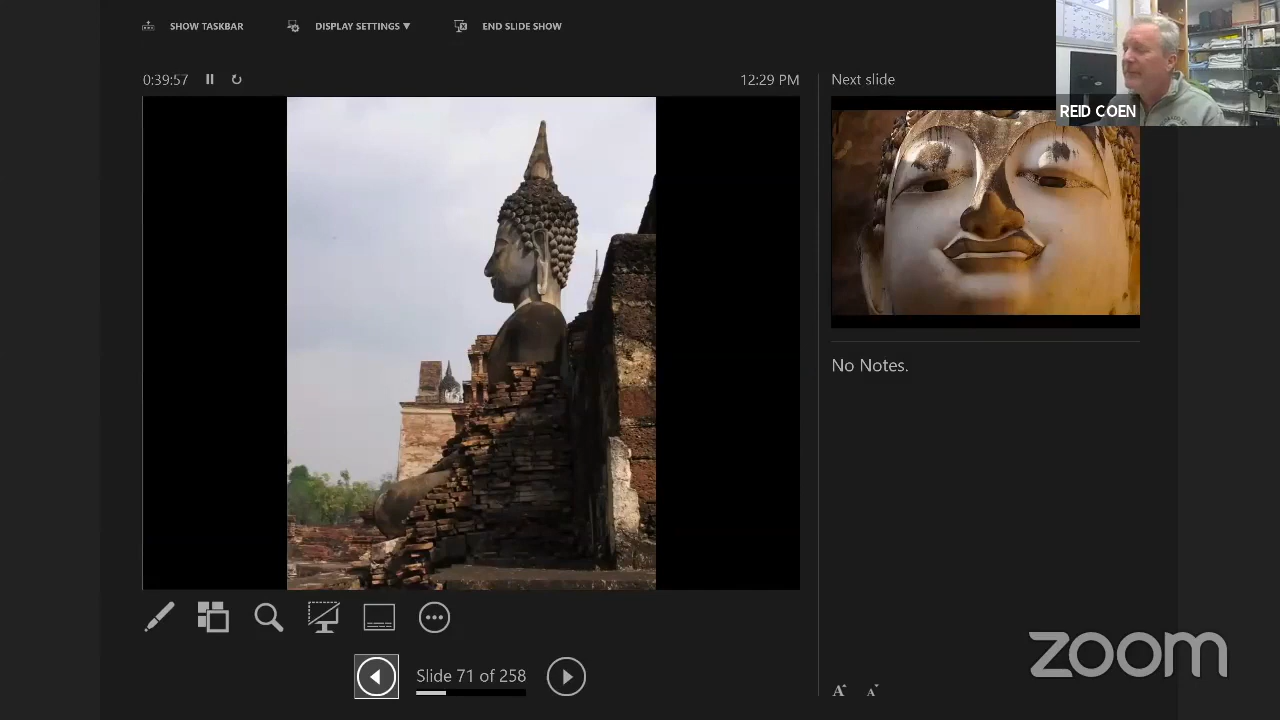 SHOW TASKBAR
DISPLAY SETTINGS ▼
END SLIDE SHOW
0:39:57
12:29 PM
Next slide
REID COEN
No Notes.
Slide 71 of 258
A A
zoom